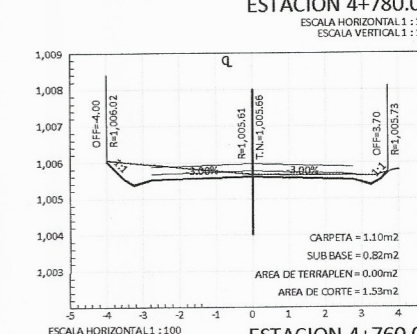 ESTACION 4+780.0
ESCALA HORIZONTAL 1 :
ESCALA VERTICAL 1 :
1,009
1,008
1,007
1,006
1,005
1,004
1,003
OFF=-4.00
R=1,006.02
R=1,005.61
T.N.=1,005.66
OFF=3.70
R=1,005.73
1:1
-3.00%
-3.00%
1:1
CARPETA = 1.10m2
SUB BASE = 0.82m2
AREA DE TERRAPLEN = 0.00m2
AREA DE CORTE = 1.53m2
-5 -4 -3 -2 -1 0 1 2 3 4
ESCALA HORIZONTAL 1 : 100
ESTACION 4+760.0